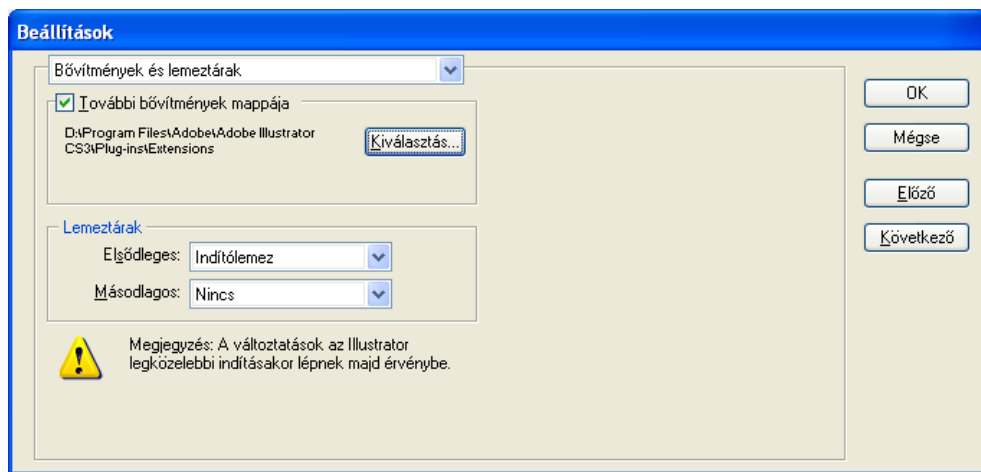 Beállítások
Bővítmények és lemeztárak
További bővítmények mappája
D:\Program Files\Adobe\Adobe Illustrator
CS3\Plug-ins\Extensions
Kiválasztás...
Lemeztárak
Elsődleges: Indítólemez
Másodlagos: Nincs
Megjegyzés: A változtatások az Illustrator
legközelebbi indításakor lépnek majd érvénybe.
OK
Mégse
Előző
Következő